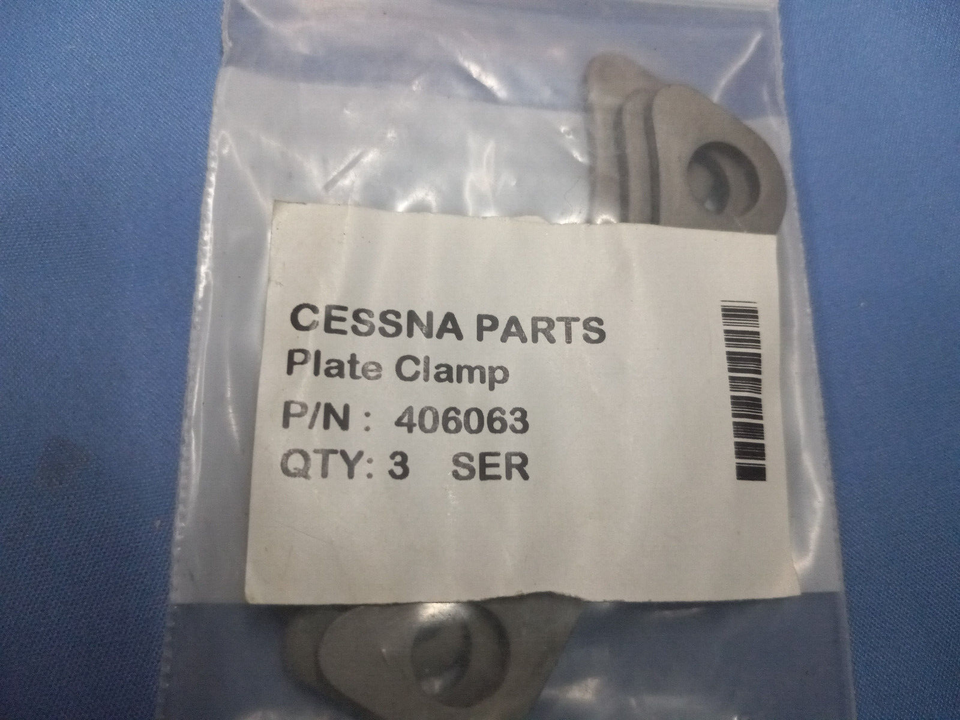 CESSNA PARTS
Plate Clamp
P/N : 406063
QTY: 3 SER